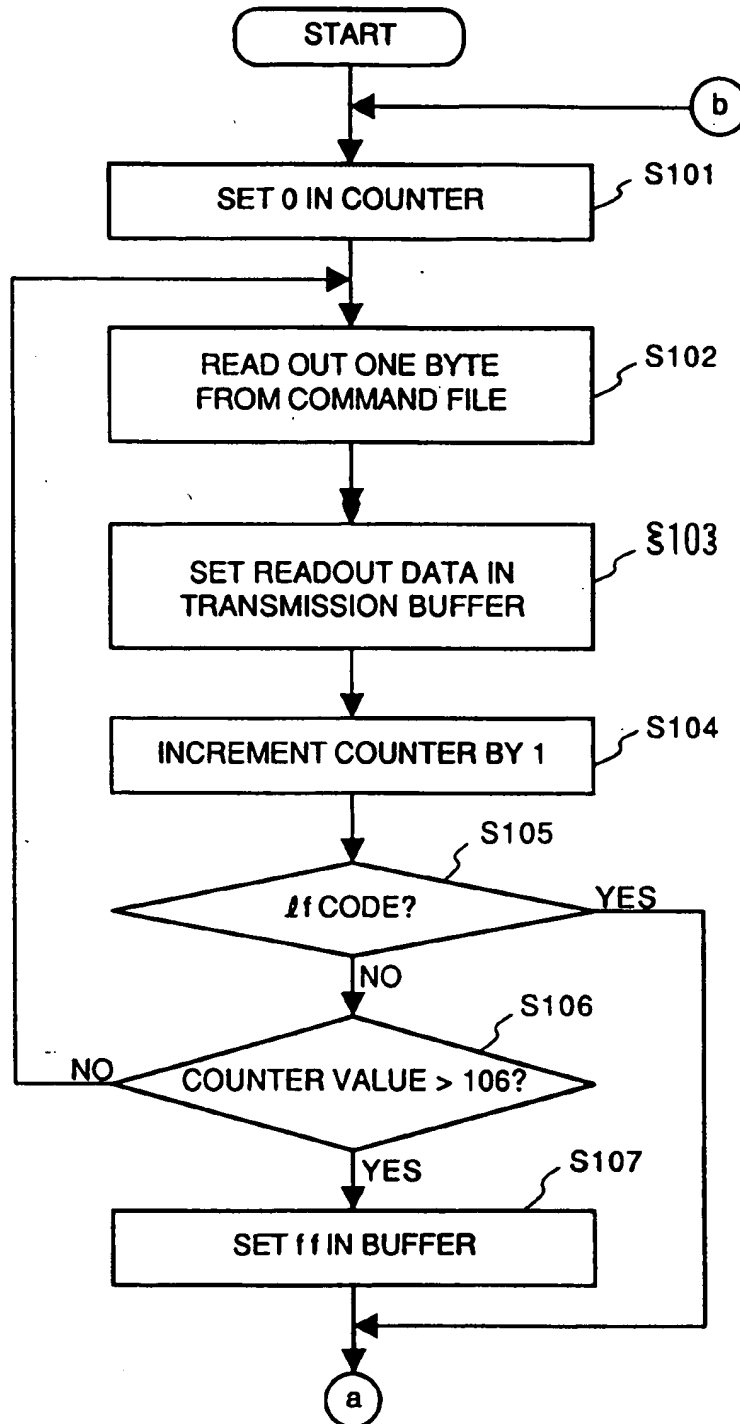 START
b
S101
SET 0 IN COUNTER
S102
READ OUT ONE BYTE
FROM COMMAND FILE
S103
SET READOUT DATA IN
TRANSMISSION BUFFER
S104
INCREMENT COUNTER BY 1
S105
ℓf CODE?
YES
NO
S106
NO
COUNTER VALUE > 106?
YES
S107
SET ff IN BUFFER
a